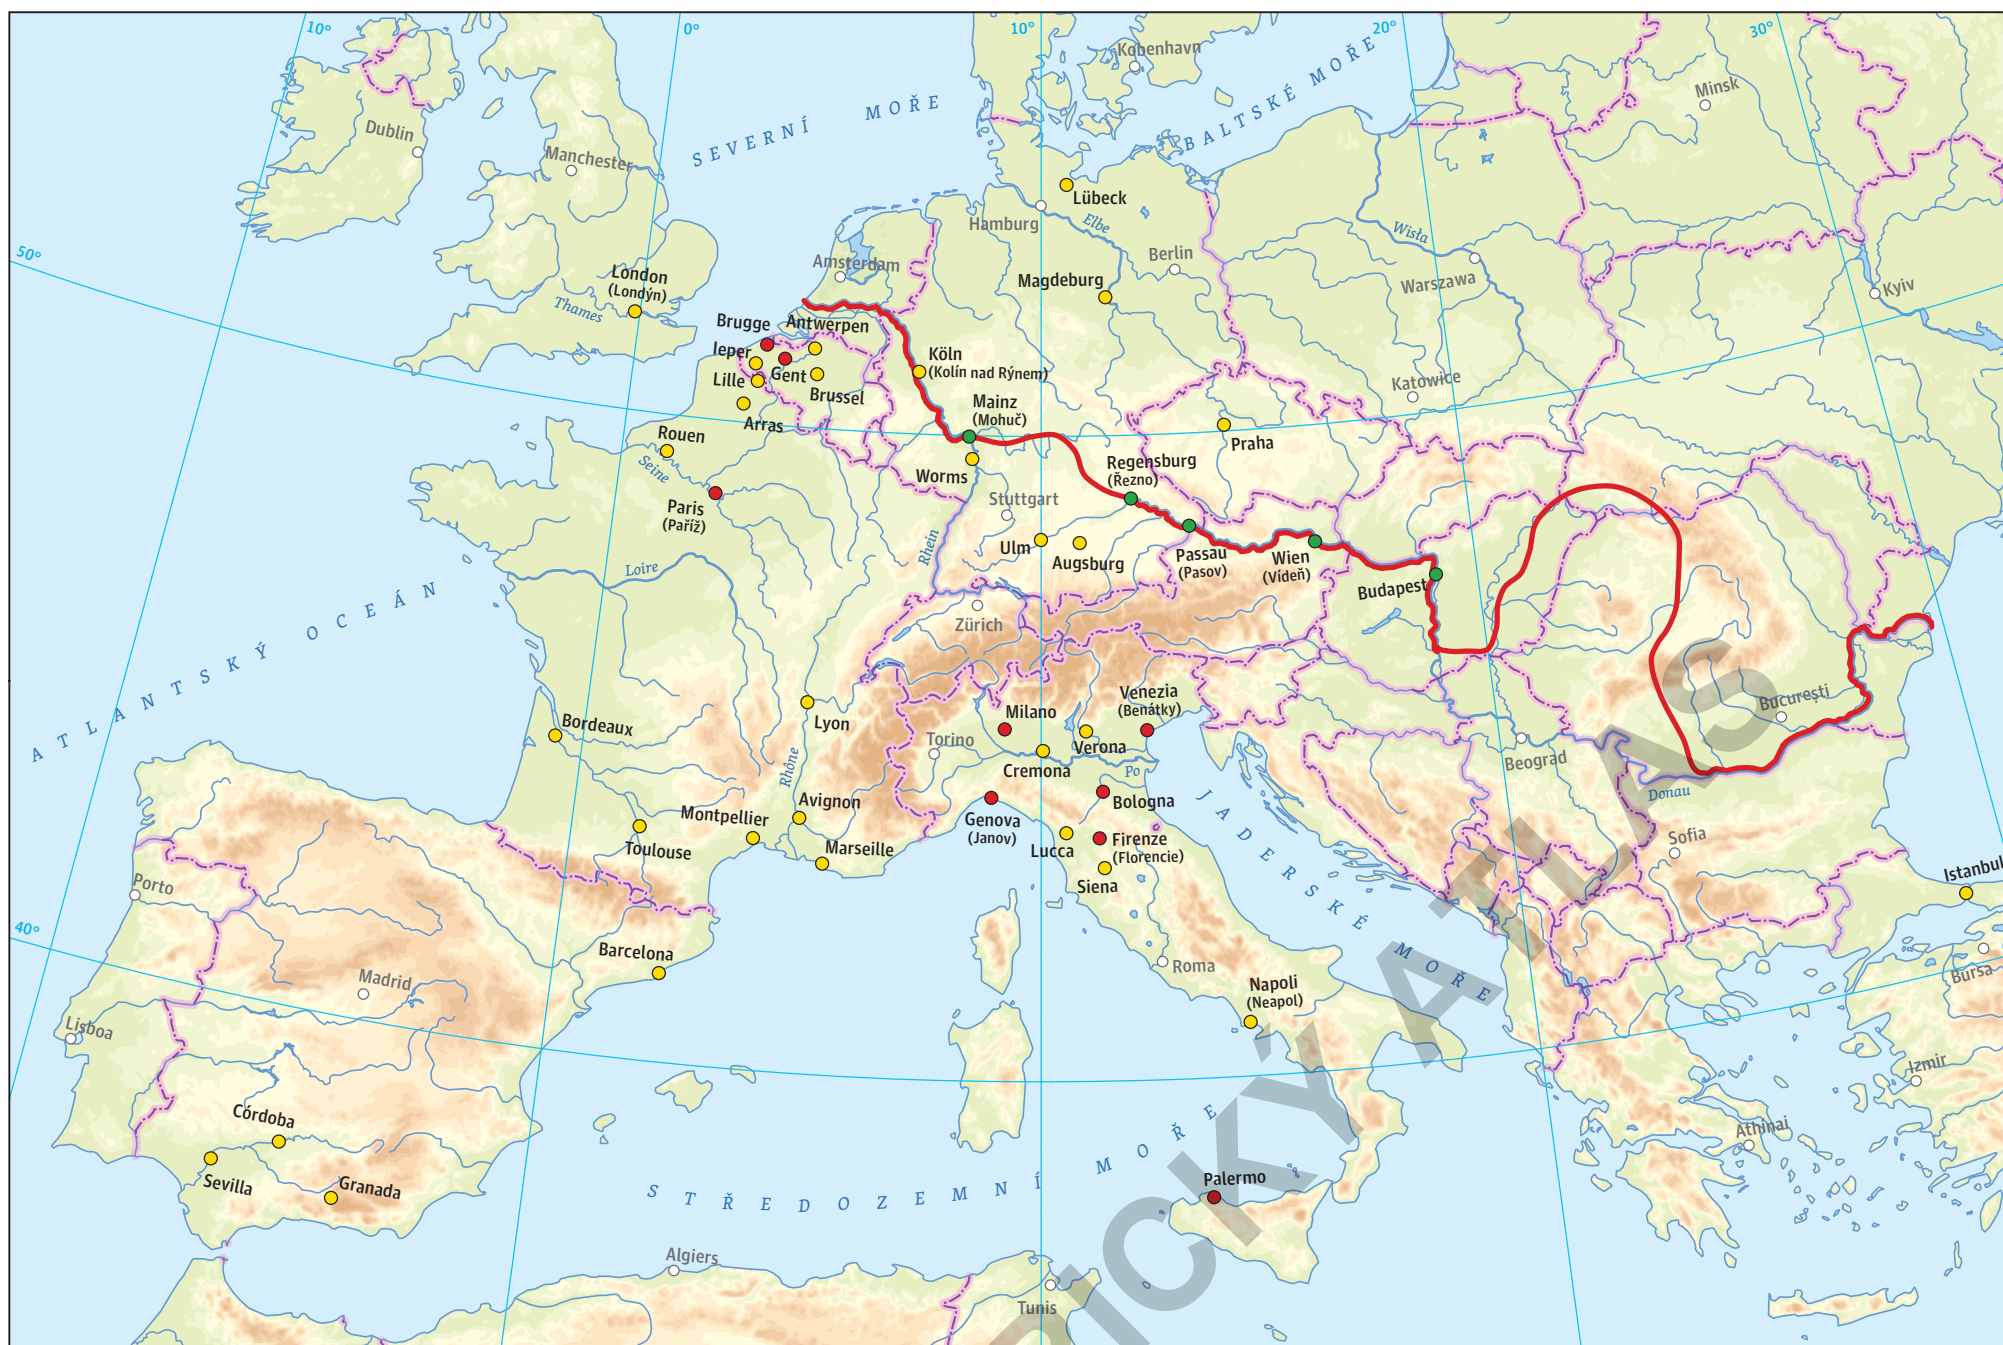 10°
0°
10°
20°
30°
København
Minsk
Dublin
Manchester
SEVERNÍ MOŘE
BALTSKÉ MOŘE
Lübeck
Hamburg
Elbe
Wisła
50°
London
(Londýn)
Thames
Amsterdam
Berlin
Magdeburg
Warszawa
Kyiv
Brugge
Antwerpen
Ieper
Lille
Gent
Brussel
Arras
Köln
(Kolín nad Rýnem)
Mainz
(Mohuč)
Katowice
Rouen
Seine
Worms
Praha
Regensburg
(Řezno)
Paris
(Paříž)
Stuttgart
Rhein
Ulm
Augsburg
Passau
(Pasov)
Wien
(Vídeň)
Budapest
Loire
ATLANTSKÝ OCEÁN
Zürich
Lyon
Bordeaux
Milano
Venezia
(Benátky)
București
Torino
Verona
Cremona
Po
Beograd
Rhône
Donau
Montpellier
Avignon
Genova
(Janov)
Bologna
JADERSKÉ MOŘE
Toulouse
Marseille
Lucca
Firenze
(Florencie)
Siena
Sofia
Istanbul
Porto
40°
Barcelona
Madrid
Roma
Napoli
(Neapol)
Bursa
Lisboa
Izmir
Córdoba
Athínai
Sevilla
Granada
STŘEDOZEMNÍ MOŘE
Palermo
Algiers
Tunis
RICKÝ ATLAS